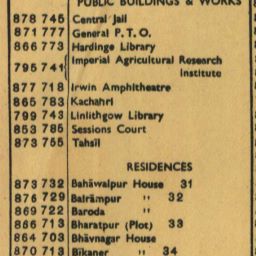 PUBLIC BUILDINGS & WORKS
878 745 Central Jail
871 777 General P. T. O.
866 773 Hardinge Library
795 741 { Imperial Agricultural Research
Institute
877 718 Irwin Amphitheatre
865 783 Kachahri
799 743 Linlithgow Library
853 785 Sessions Court
873 755 Tahsīl
RESIDENCES
873 732 Bahāwalpur House 31
876 729 Balrāmpur " 32
869 722 Baroda "
866 713 Bharatpur (Plot) 33
864 703 Bhāvnagar House
870 713 Bīkaner " 34